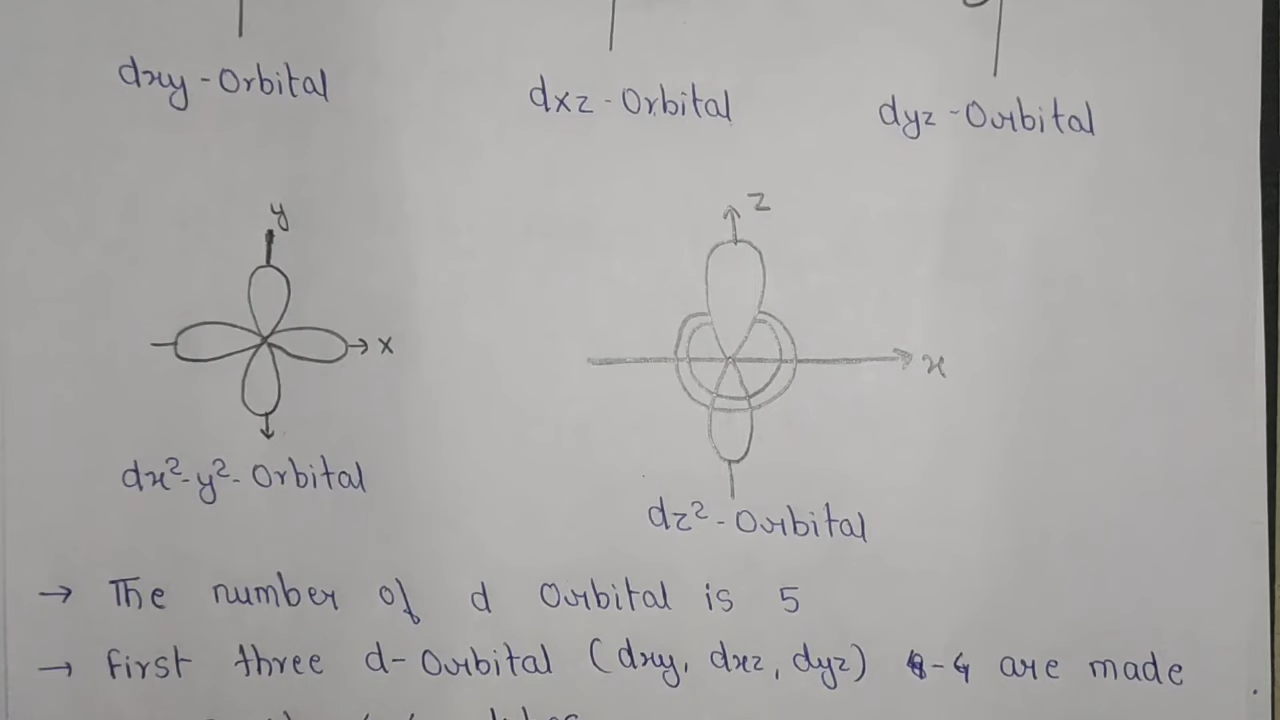 dxy - Orbital
dxz - Orbital
dyz - Orbital
y
x
dx²-y² - Orbital
z
x
dz² - Orbital
→ The number of d Orbital is 5
→ First three d-Orbital (dxy, dxz, dyz) are made